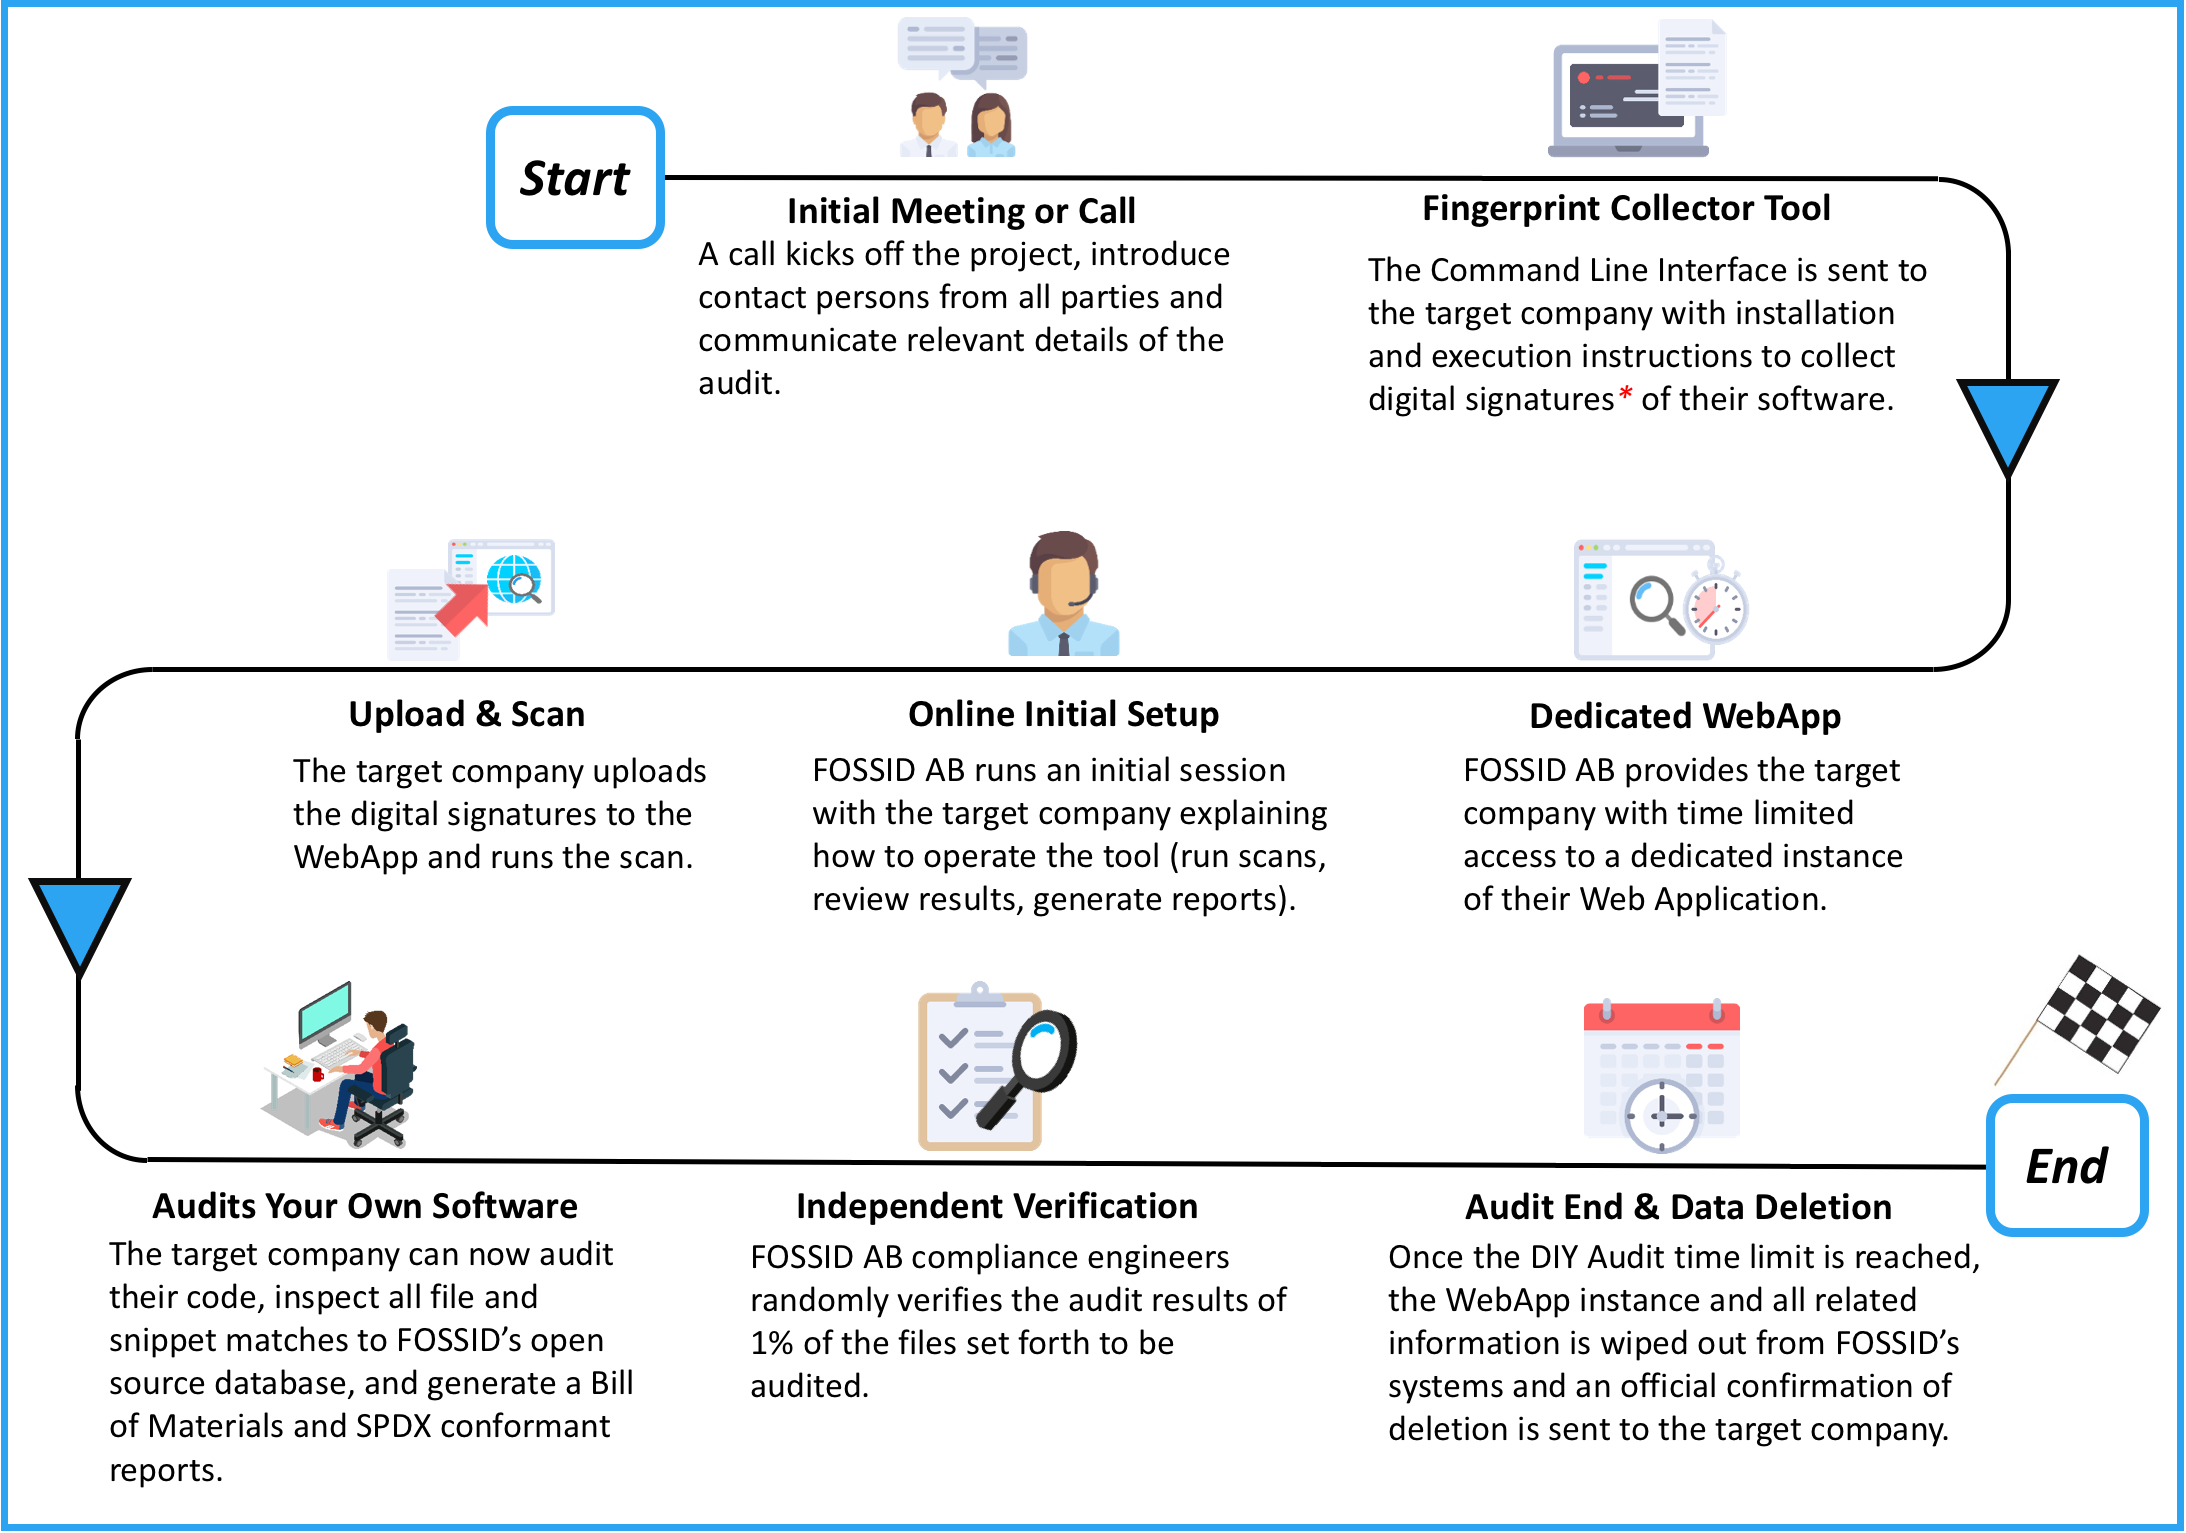 Start
Initial Meeting or Call
A call kicks off the project, introduce
contact persons from all parties and
communicate relevant details of the
audit.
Fingerprint Collector Tool
The Command Line Interface is sent to
the target company with installation
and execution instructions to collect
digital signatures* of their software.
Dedicated WebApp
FOSSID AB provides the target
company with time limited
access to a dedicated instance
of their Web Application.
Online Initial Setup
FOSSID AB runs an initial session
with the target company explaining
how to operate the tool (run scans,
review results, generate reports).
Upload & Scan
The target company uploads
the digital signatures to the
WebApp and runs the scan.
Audits Your Own Software
The target company can now audit
their code, inspect all file and
snippet matches to FOSSID’s open
source database, and generate a Bill
of Materials and SPDX conformant
reports.
Independent Verification
FOSSID AB compliance engineers
randomly verifies the audit results of
1% of the files set forth to be
audited.
Audit End & Data Deletion
Once the DIY Audit time limit is reached,
the WebApp instance and all related
information is wiped out from FOSSID’s
systems and an official confirmation of
deletion is sent to the target company.
End